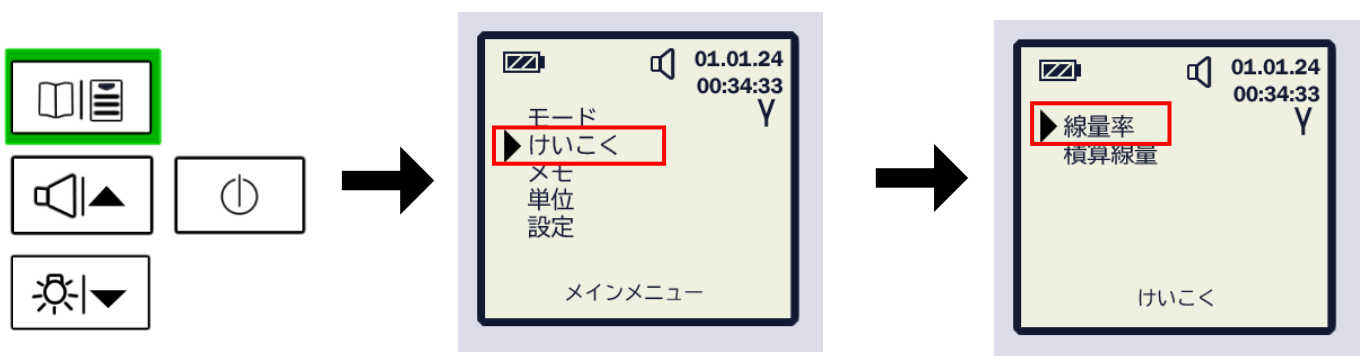 01.01.24
00:34:33
γ
モード
けいこく
メモ
単位
設定
メインメニュー
01.01.24
00:34:33
γ
線量率
積算線量
けいこく